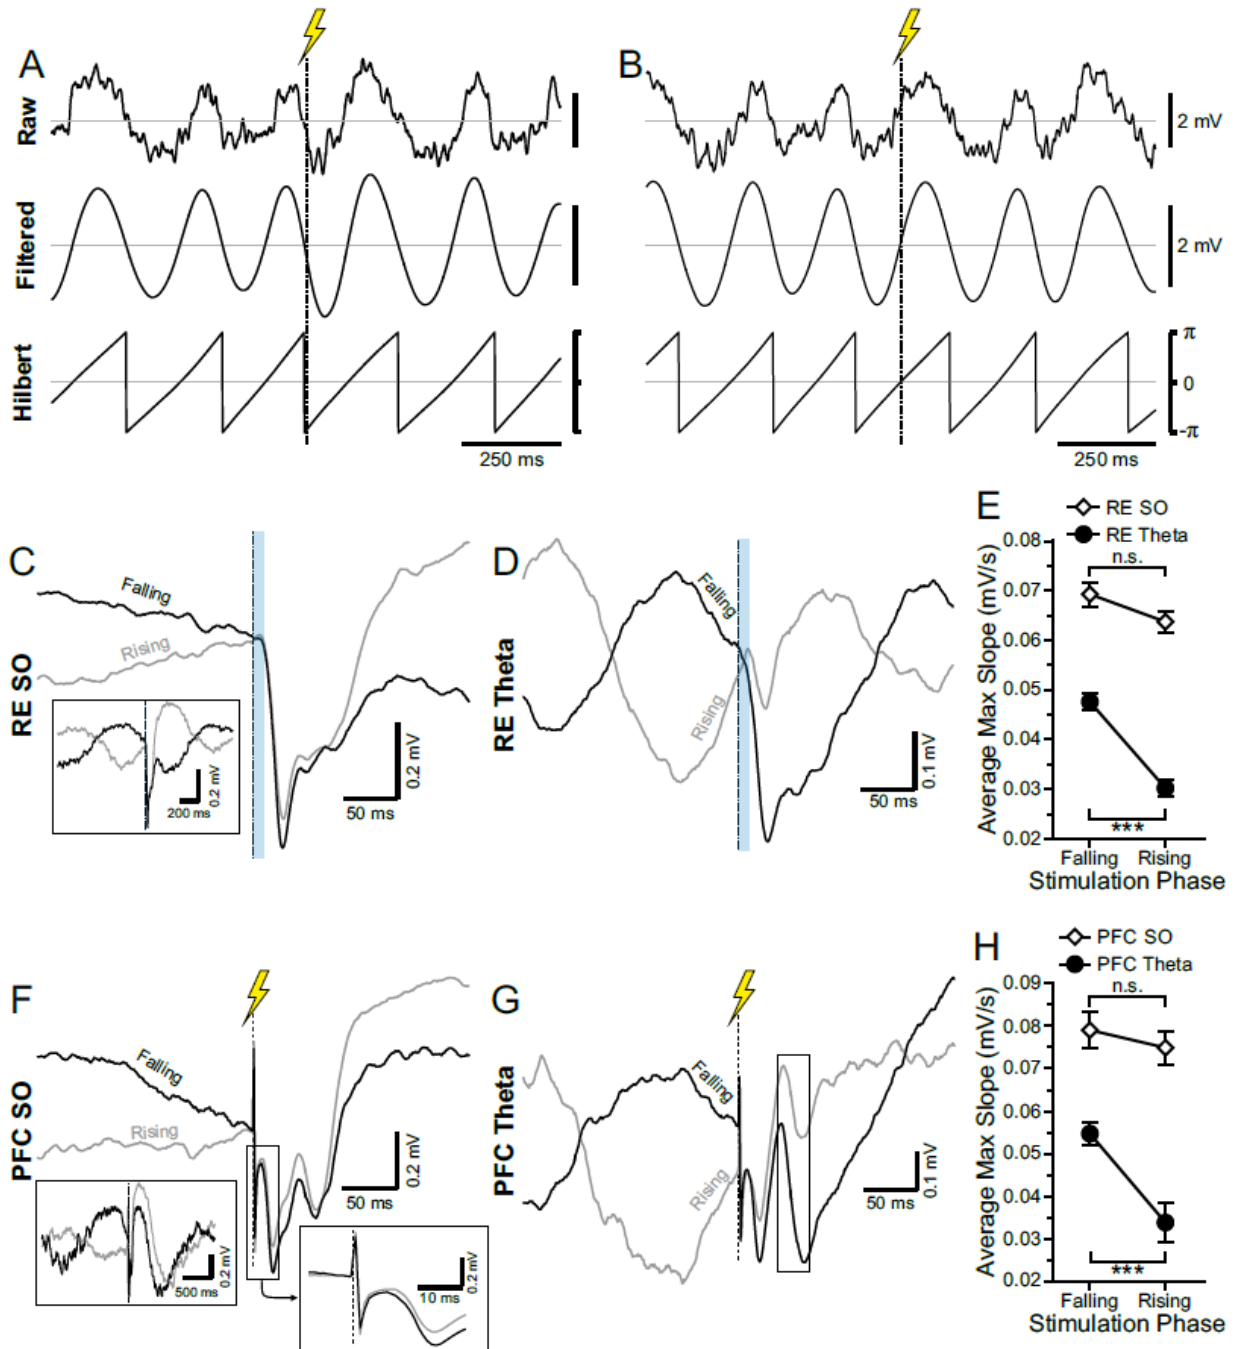 A
B
Raw
2 mV
Filtered
2 mV
Hilbert
π
0
-π
250 ms
250 ms
C
RE SO
Falling
Rising
0.2 mV
200 ms
0.2 mV
50 ms
D
RE Theta
Falling
Rising
0.1 mV
50 ms
E
RE SO
RE Theta
n.s.
Average Max Slope (mV/s)
0.08
0.07
0.06
0.05
0.04
0.03
0.02
***
Falling Rising
Stimulation Phase
F
PFC SO
Falling
Rising
0.2 mV
50 ms
0.2 mV
500 ms
0.2 mV
10 ms
G
PFC Theta
Falling
Rising
0.1 mV
50 ms
H
PFC SO
PFC Theta
n.s.
Average Max Slope (mV/s)
0.09
0.08
0.07
0.06
0.05
0.04
0.03
0.02
***
Falling Rising
Stimulation Phase